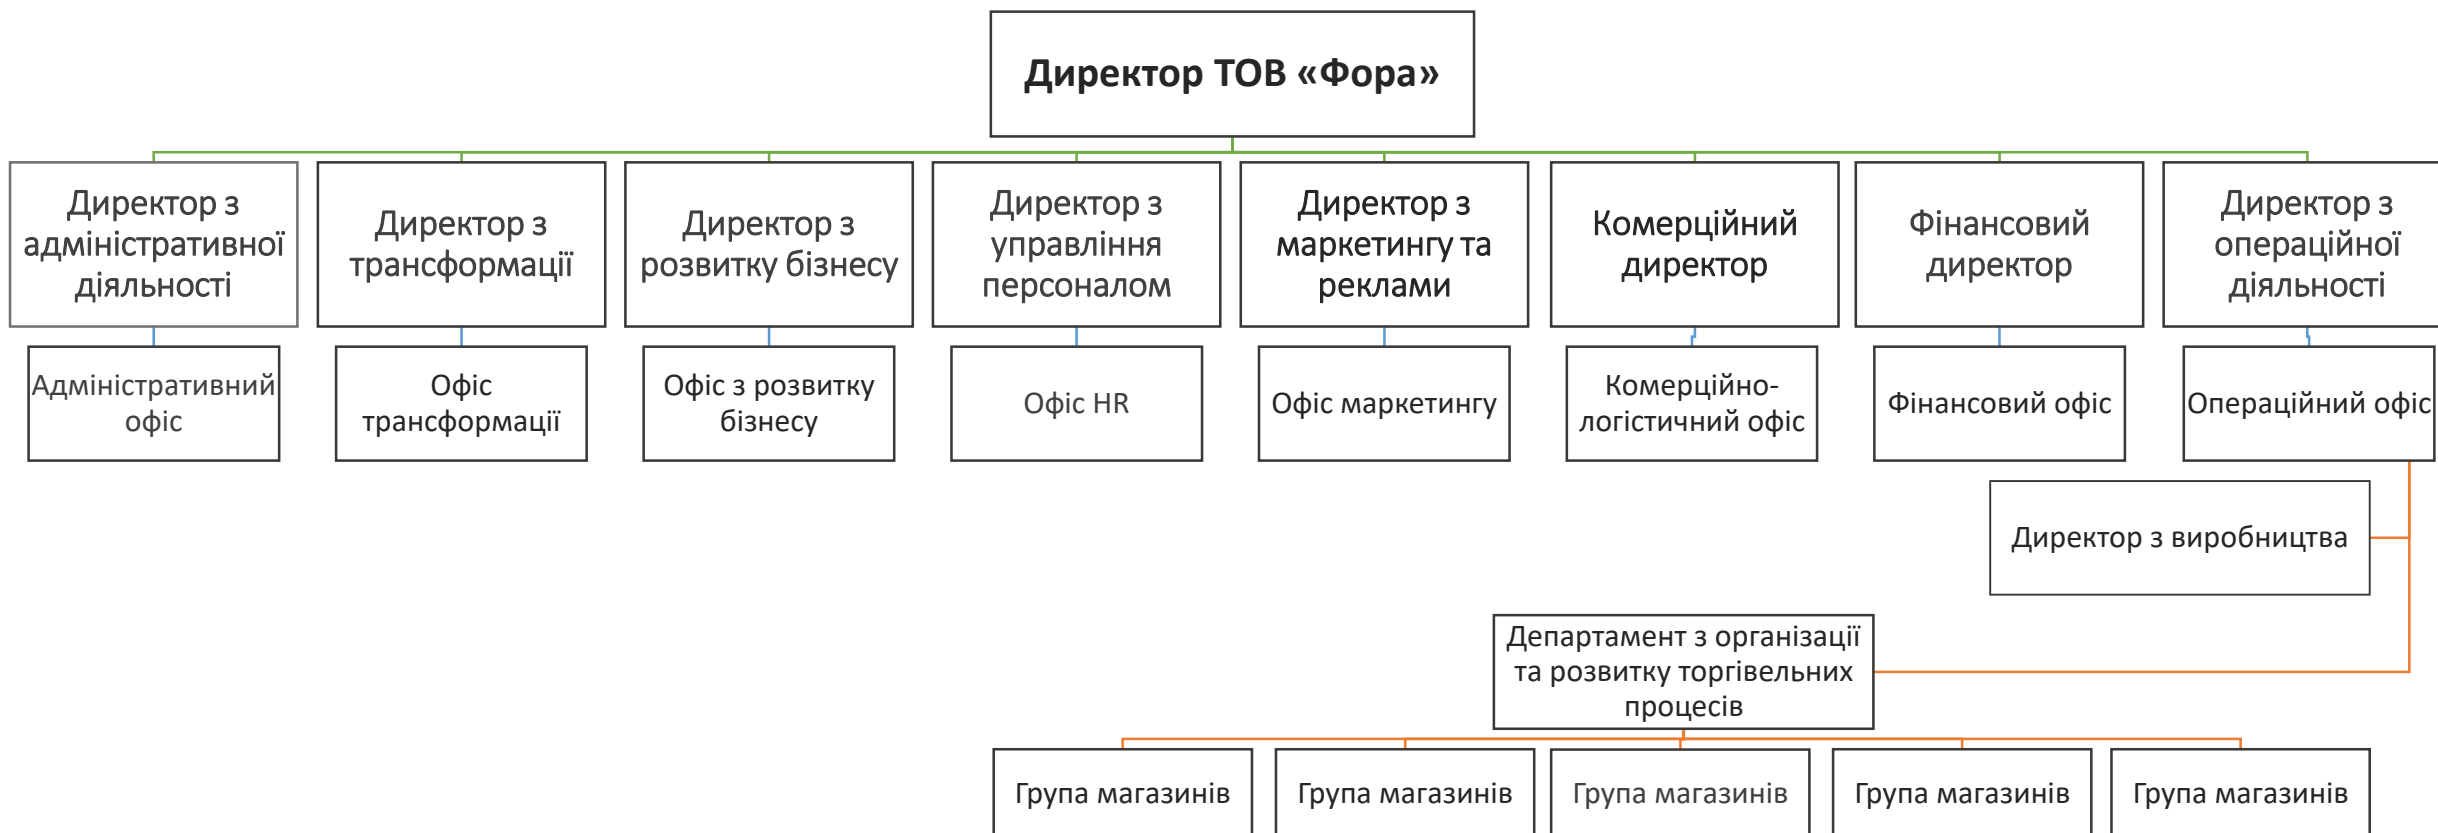 Директор ТОВ «Фора»
Директор з
адміністративної
діяльності
Директор з
трансформації
Директор з
розвитку бізнесу
Директор з
управління
персоналом
Директор з
маркетингу та
реклами
Комерційний
директор
Фінансовий
директор
Директор з
операційної
діяльності
Адміністративний
офіс
Офіс
трансформації
Офіс з розвитку
бізнесу
Офіс HR
Офіс маркетингу
Комерційно-
логістичний офіс
Фінансовий офіс
Операційний офіс
Директор з виробництва
Департамент з організації
та розвитку торгівельних
процесів
Група магазинів
Група магазинів
Група магазинів
Група магазинів
Група магазинів